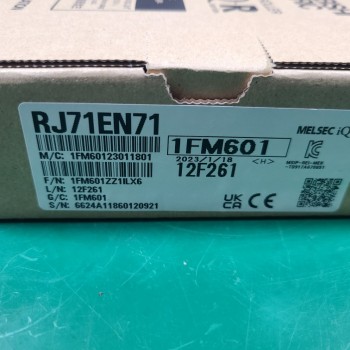 RJ71EN71
1FM601
MELSEC iQ
M/C: 1FM60123011801
2023/1/18 <H>
12F261
F/N: 1FM601ZZ1ILX6
L/N: 12F261
G/C: 1FM601
S/N: 6624A11860120921
UK
CA
CE